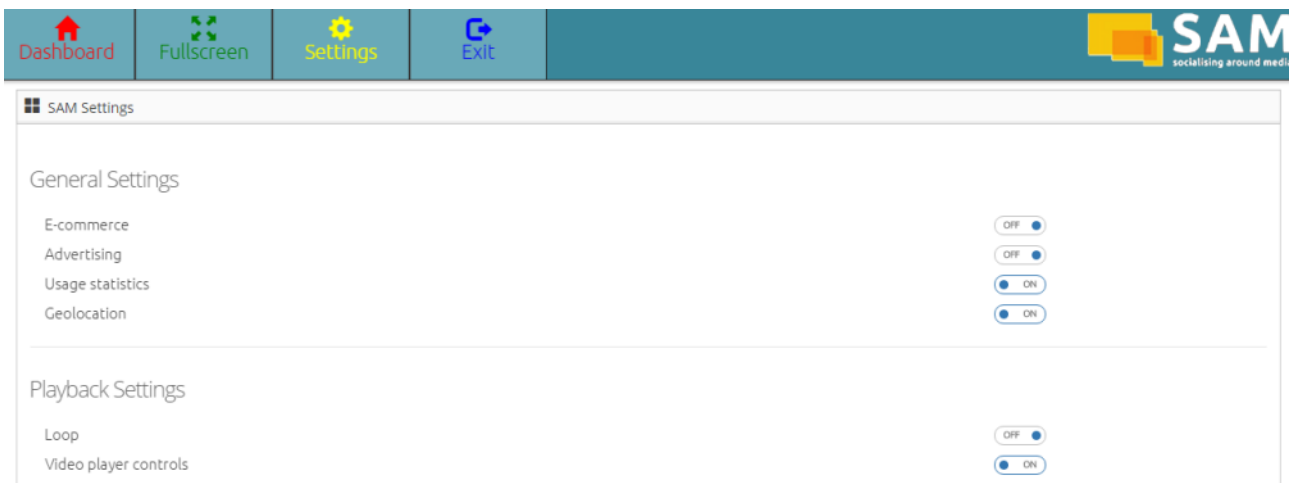 Dashboard Fullscreen Settings Exit
SAM
socialising around media
SAM Settings
General Settings
E-commerce OFF
Advertising OFF
Usage statistics ON
Geolocation ON
Playback Settings
Loop OFF
Video player controls ON